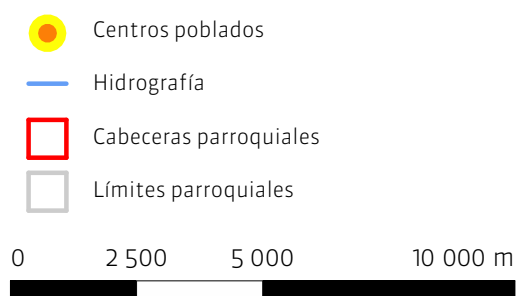 Centros poblados
Hidrografía
Cabeceras parroquiales
Límites parroquiales
0 2 500 5 000 10 000 m